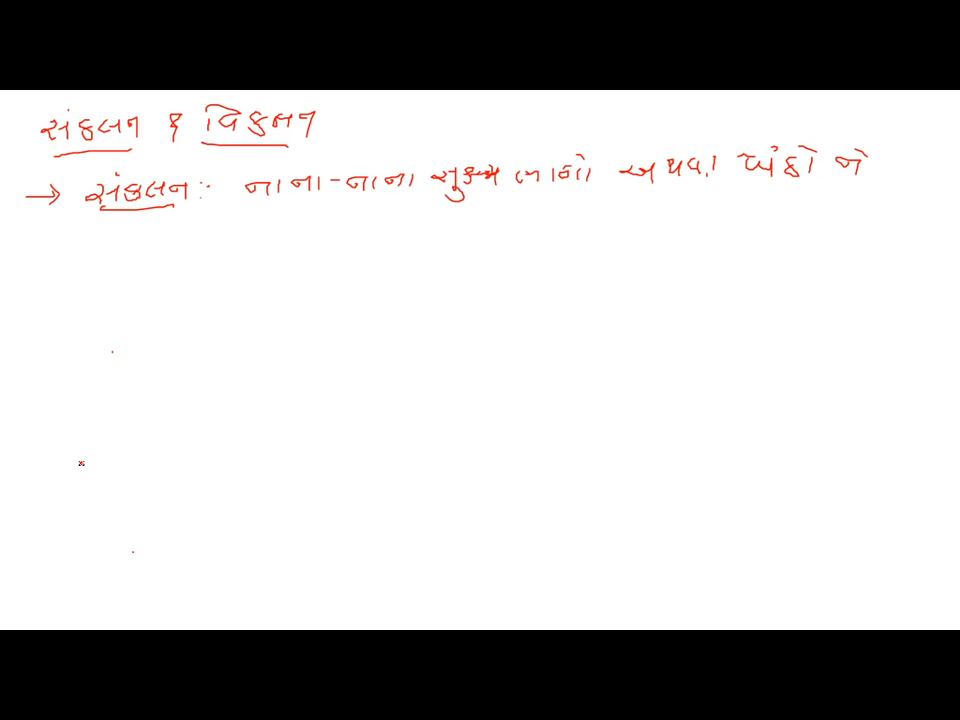 સંકલન & વિકલન
→ સંકલન :- નાના-નાના સુક્ષ્મ ભાગો અથવા ખંડો ને